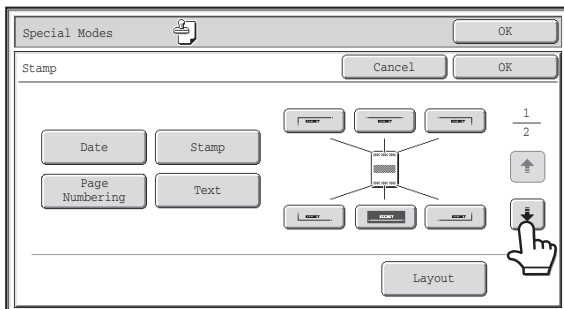 Special Modes
OK
Stamp
Cancel
OK
1
2
Date
Stamp
Page
Numbering
Text
Layout